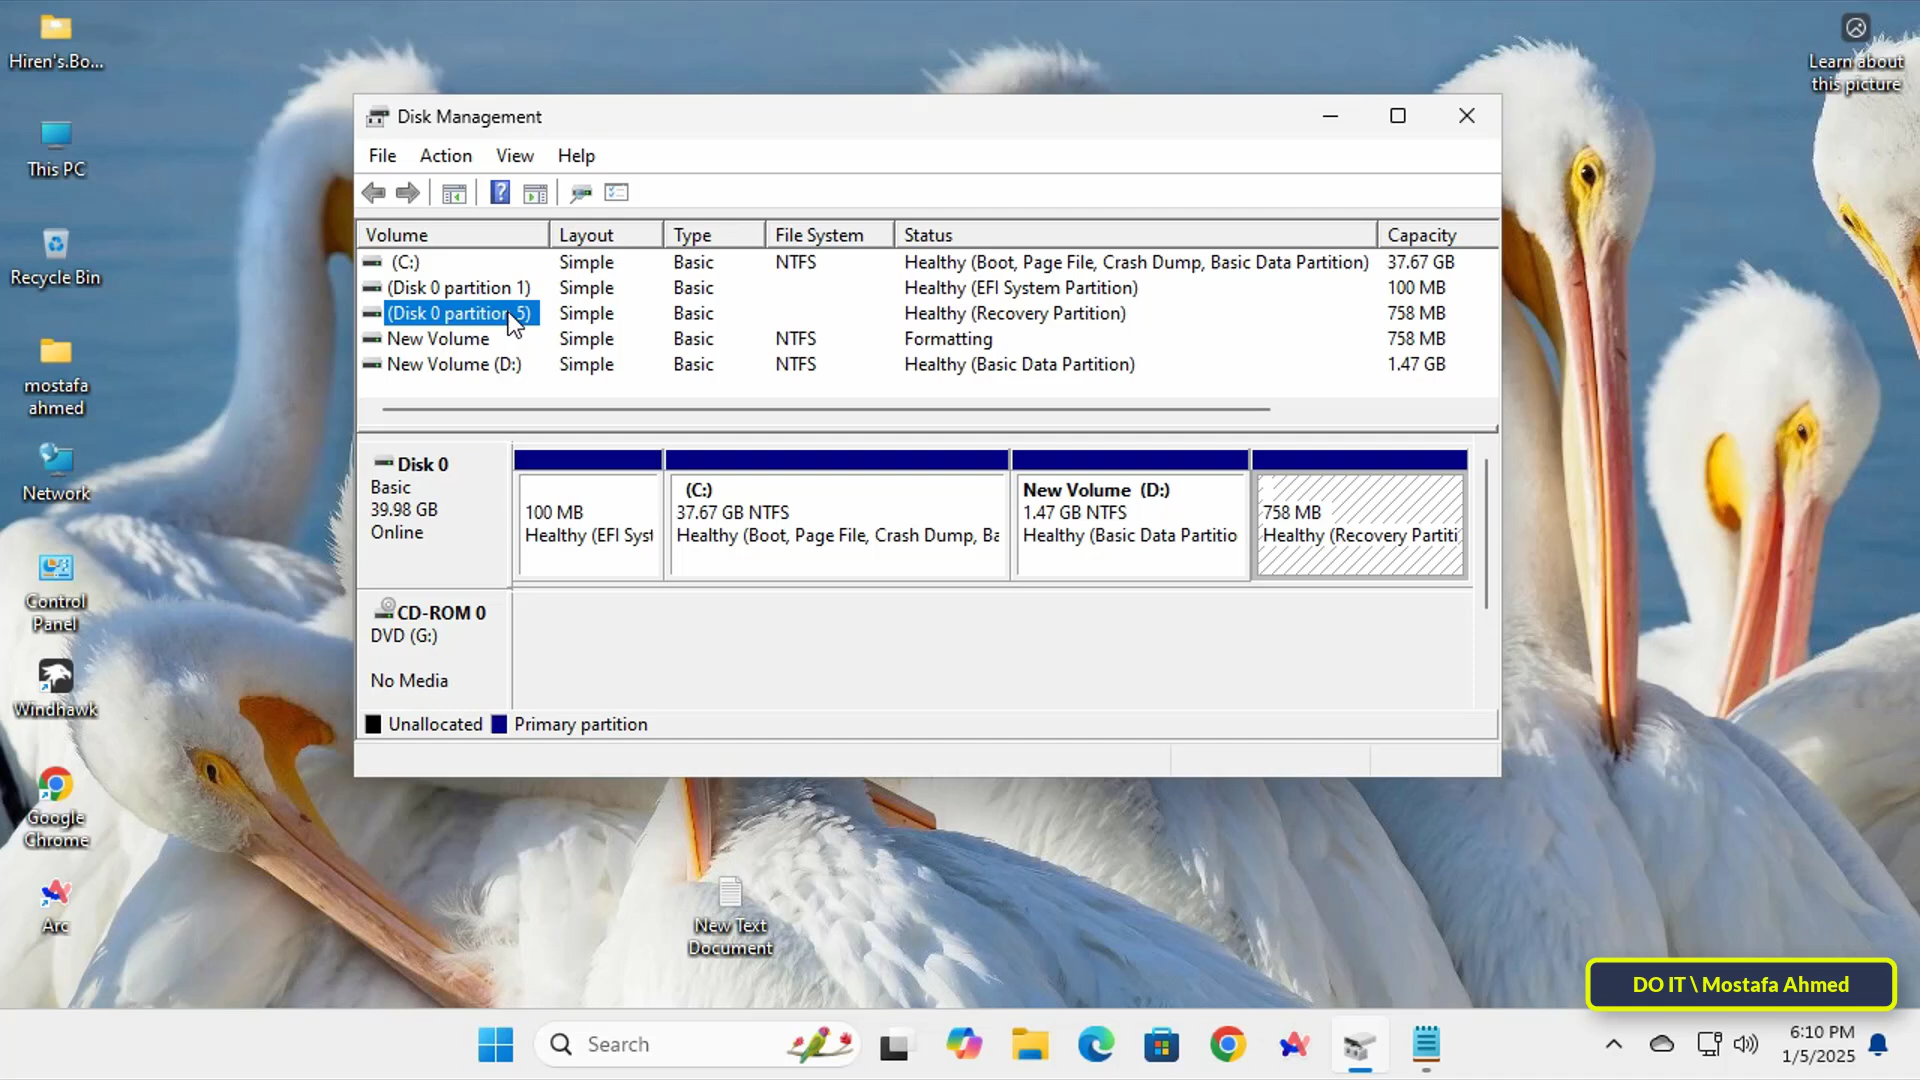 Hiren's.Bo...
This PC
Recycle Bin
mostafa
ahmed
Network
Control
Panel
Windhawk
Google
Chrome
Arc
Learn about
this picture
Disk Management
File Action View Help
Volume Layout Type File System Status Capacity
(C:) Simple Basic NTFS Healthy (Boot, Page File, Crash Dump, Basic Data Partition) 37.67 GB
(Disk 0 partition 1) Simple Basic Healthy (EFI System Partition) 100 MB
(Disk 0 partition 5) Simple Basic Healthy (Recovery Partition) 758 MB
New Volume Simple Basic NTFS Formatting 758 MB
New Volume (D:) Simple Basic NTFS Healthy (Basic Data Partition) 1.47 GB
Disk 0
Basic
39.98 GB
Online
100 MB
Healthy (EFI Syst
(C:)
37.67 GB NTFS
Healthy (Boot, Page File, Crash Dump, Ba
New Volume (D:)
1.47 GB NTFS
Healthy (Basic Data Partitio
758 MB
Healthy (Recovery Partiti
CD-ROM 0
DVD (G:)
No Media
Unallocated Primary partition
New Text
Document
DO IT \ Mostafa Ahmed
Search
6:10 PM
1/5/2025